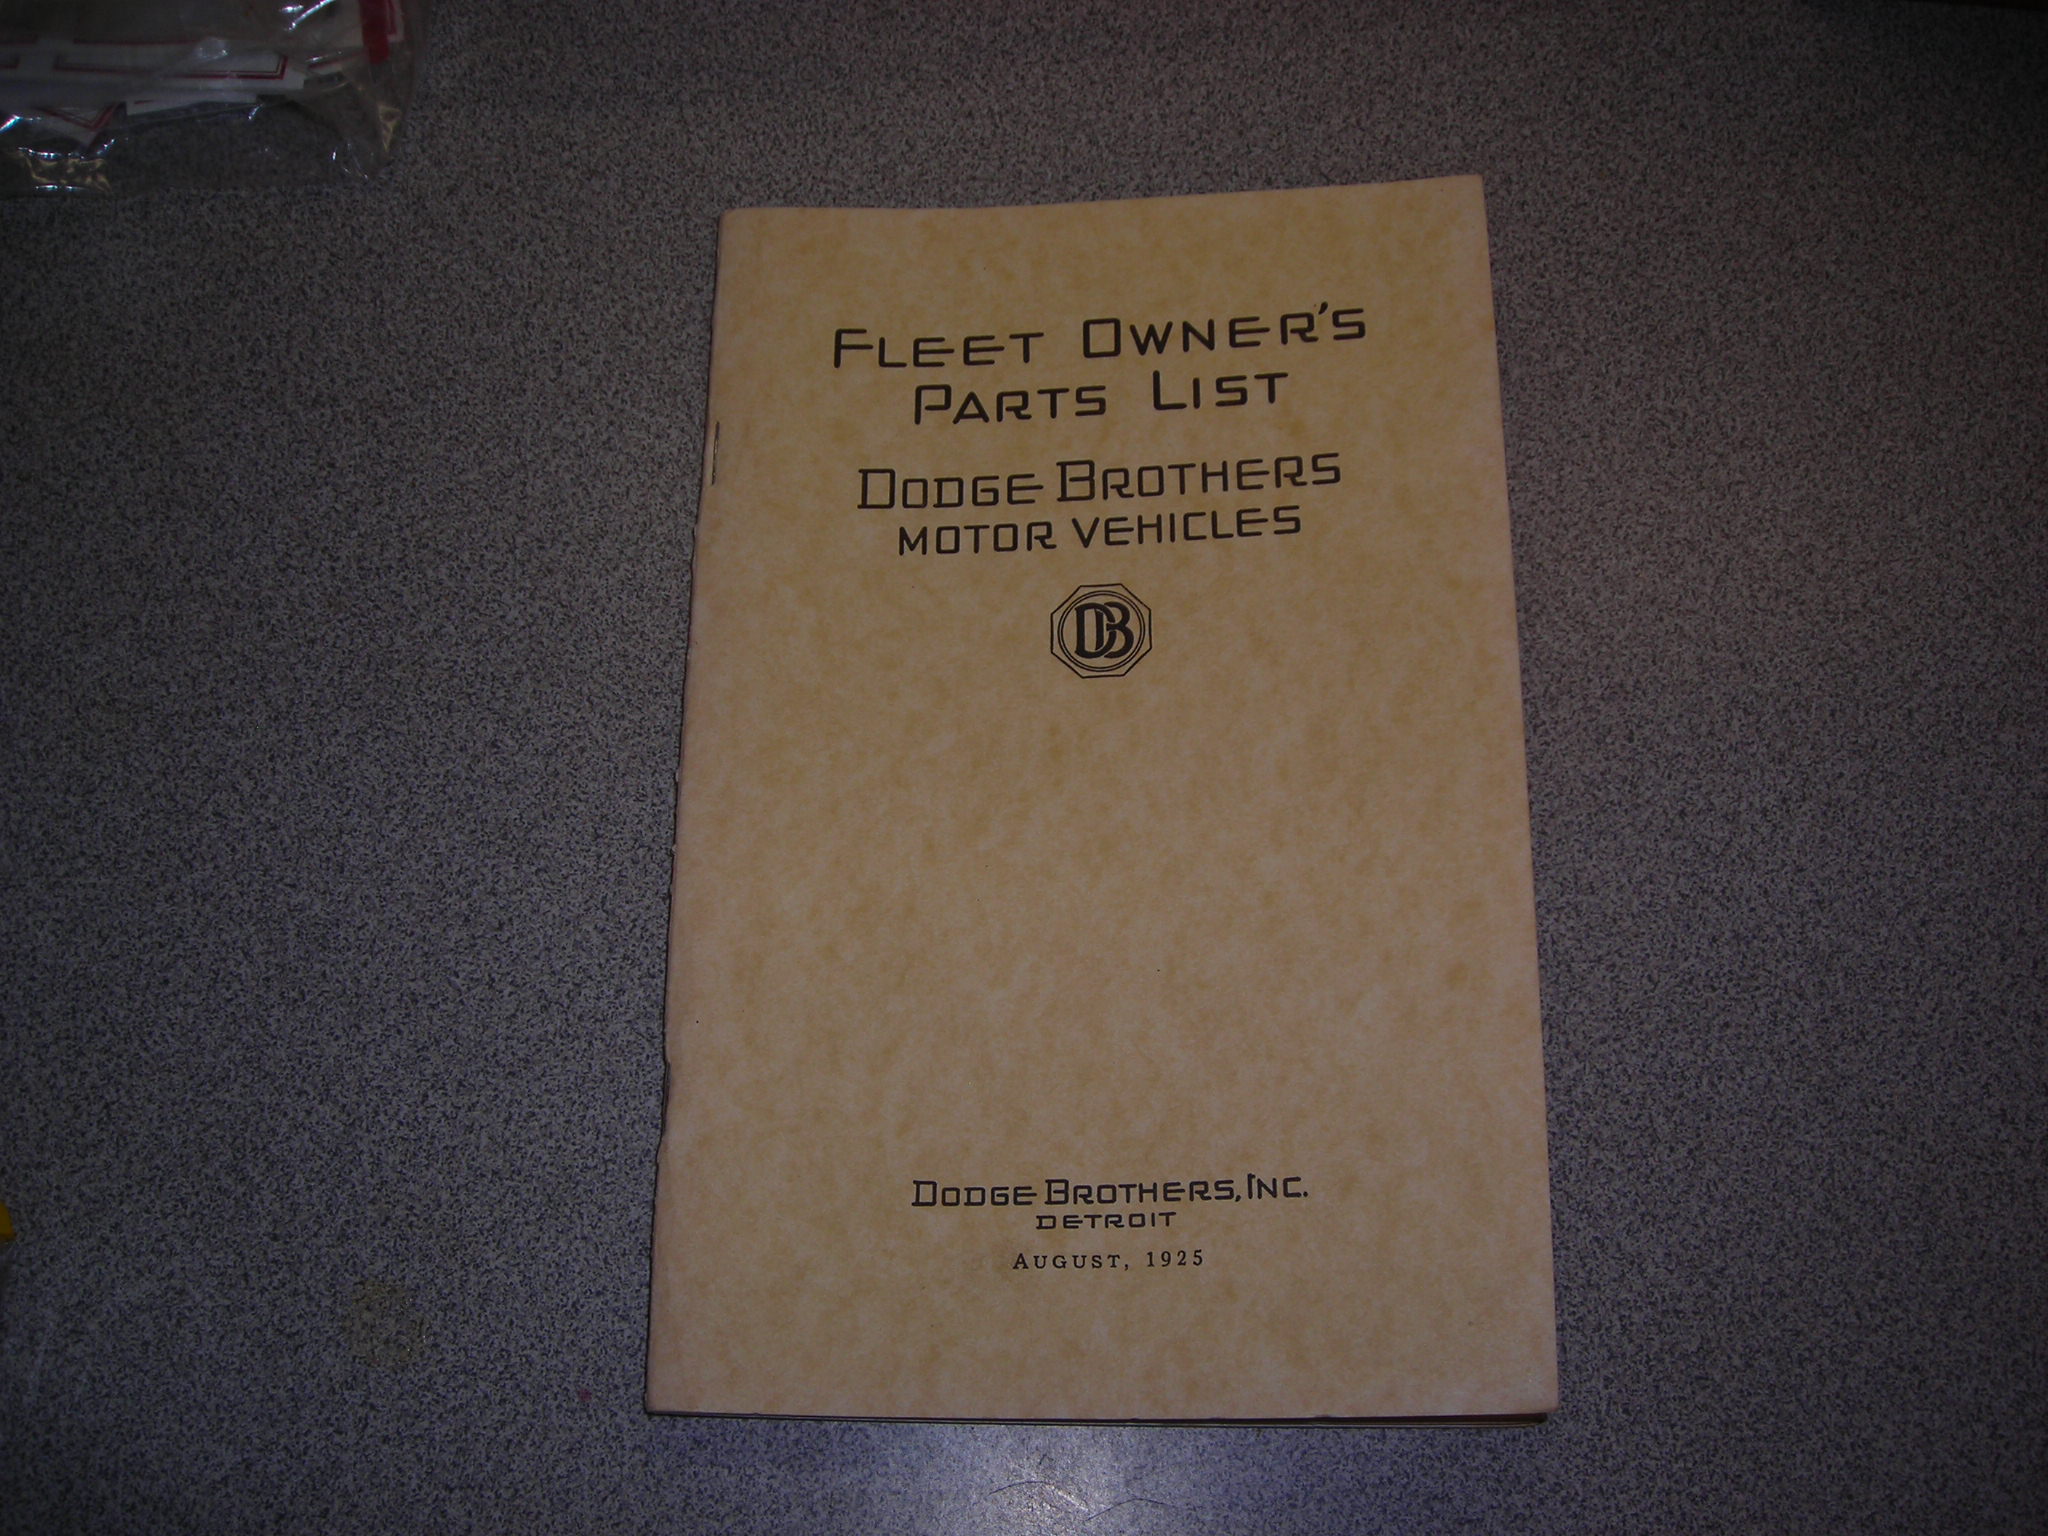 FLEET OWNER'S
PARTS LIST
DODGE BROTHERS
MOTOR VEHICLES
DB
DODGE BROTHERS, INC.
DETROIT
AUGUST, 1925